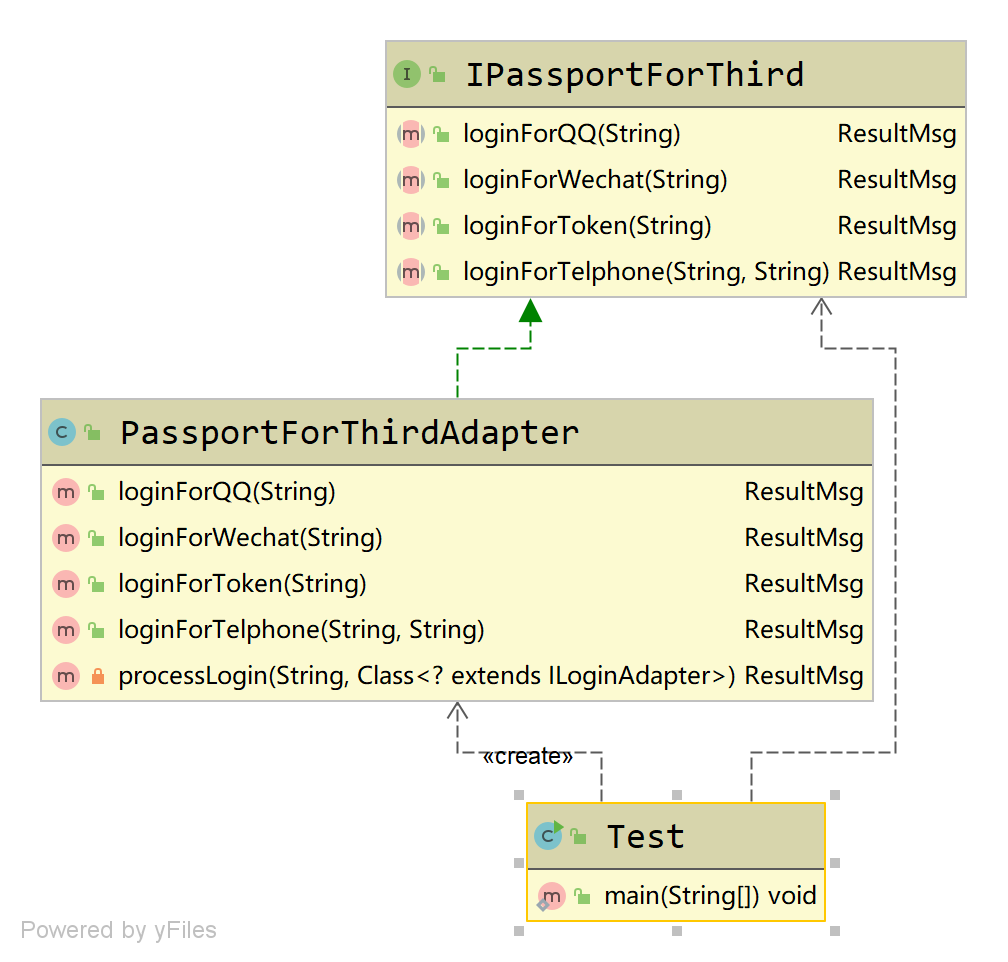 I IPassportForThird
m loginForQQ(String) ResultMsg
m loginForWechat(String) ResultMsg
m loginForToken(String) ResultMsg
m loginForTelphone(String, String) ResultMsg
C PassportForThirdAdapter
m loginForQQ(String) ResultMsg
m loginForWechat(String) ResultMsg
m loginForToken(String) ResultMsg
m loginForTelphone(String, String) ResultMsg
m processLogin(String, Class<? extends ILoginAdapter>) ResultMsg
«create»
C Test
m main(String[]) void
Powered by yFiles